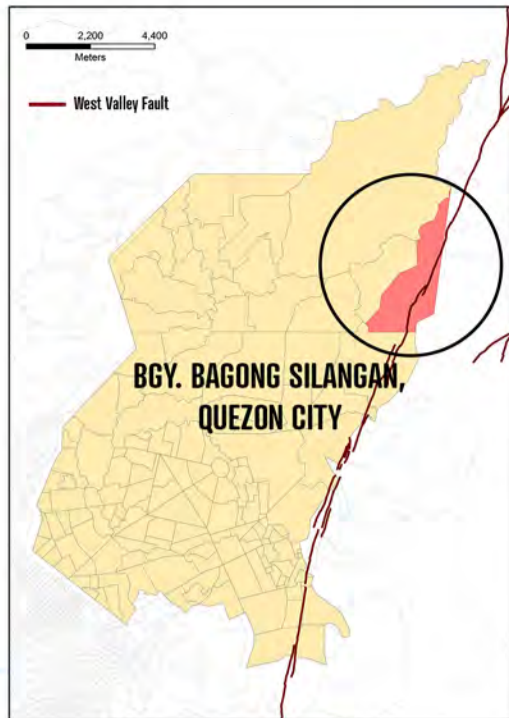 0 2,200 4,400
Meters
West Valley Fault
BGY. BAGONG SILANGAN,
QUEZON CITY